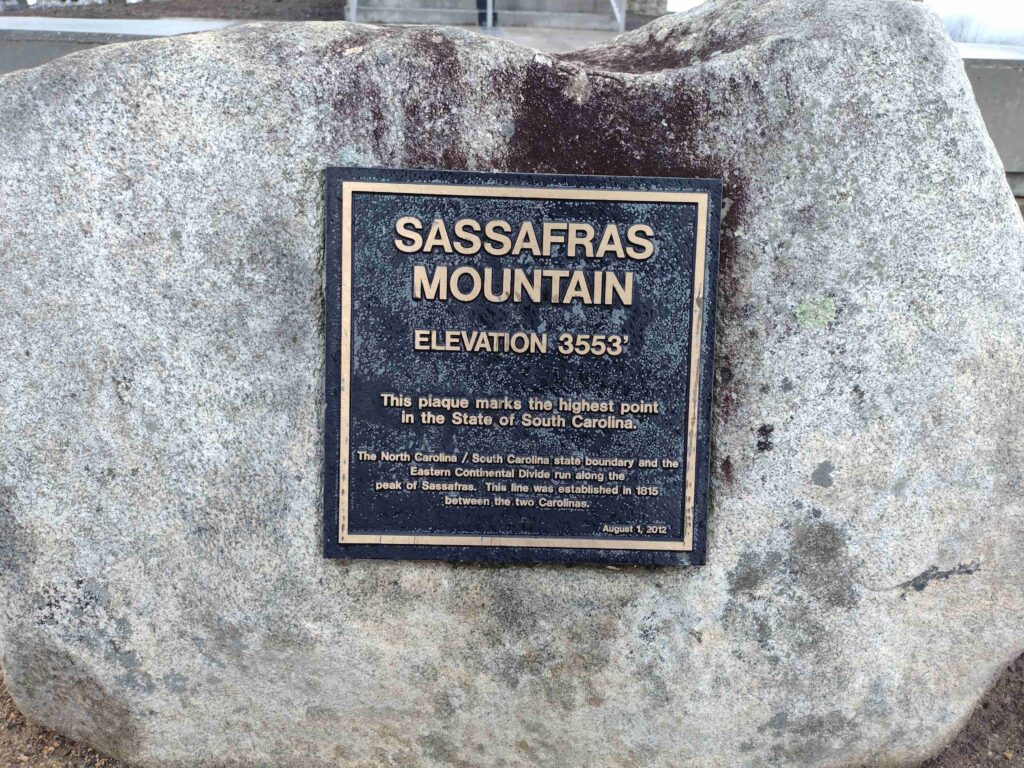 SASSAFRAS
MOUNTAIN
ELEVATION 3553'
This plaque marks the highest point
in the State of South Carolina.
The North Carolina / South Carolina state boundary and the
Eastern Continental Divide run along the
peak of Sassafras. This line was established in 1815
between the two Carolinas.
August 1, 2012